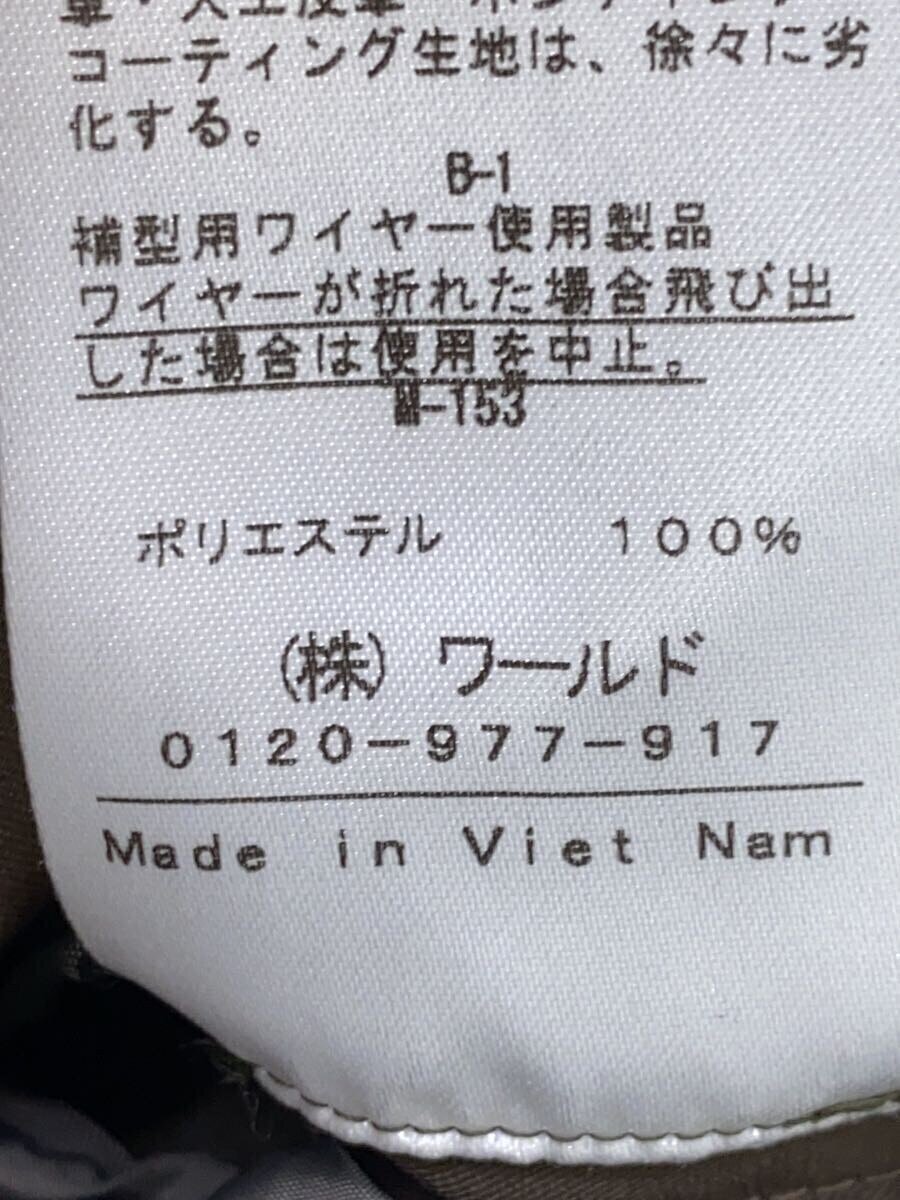 コーティング生地は、徐々に劣
化する。
B-1
補型用ワイヤー使用製品
ワイヤーが折れた場合飛び出
した場合は使用を中止。
M-153
ポリエステル 100%
(株)ワールド
0120-977-917
Made in Viet Nam